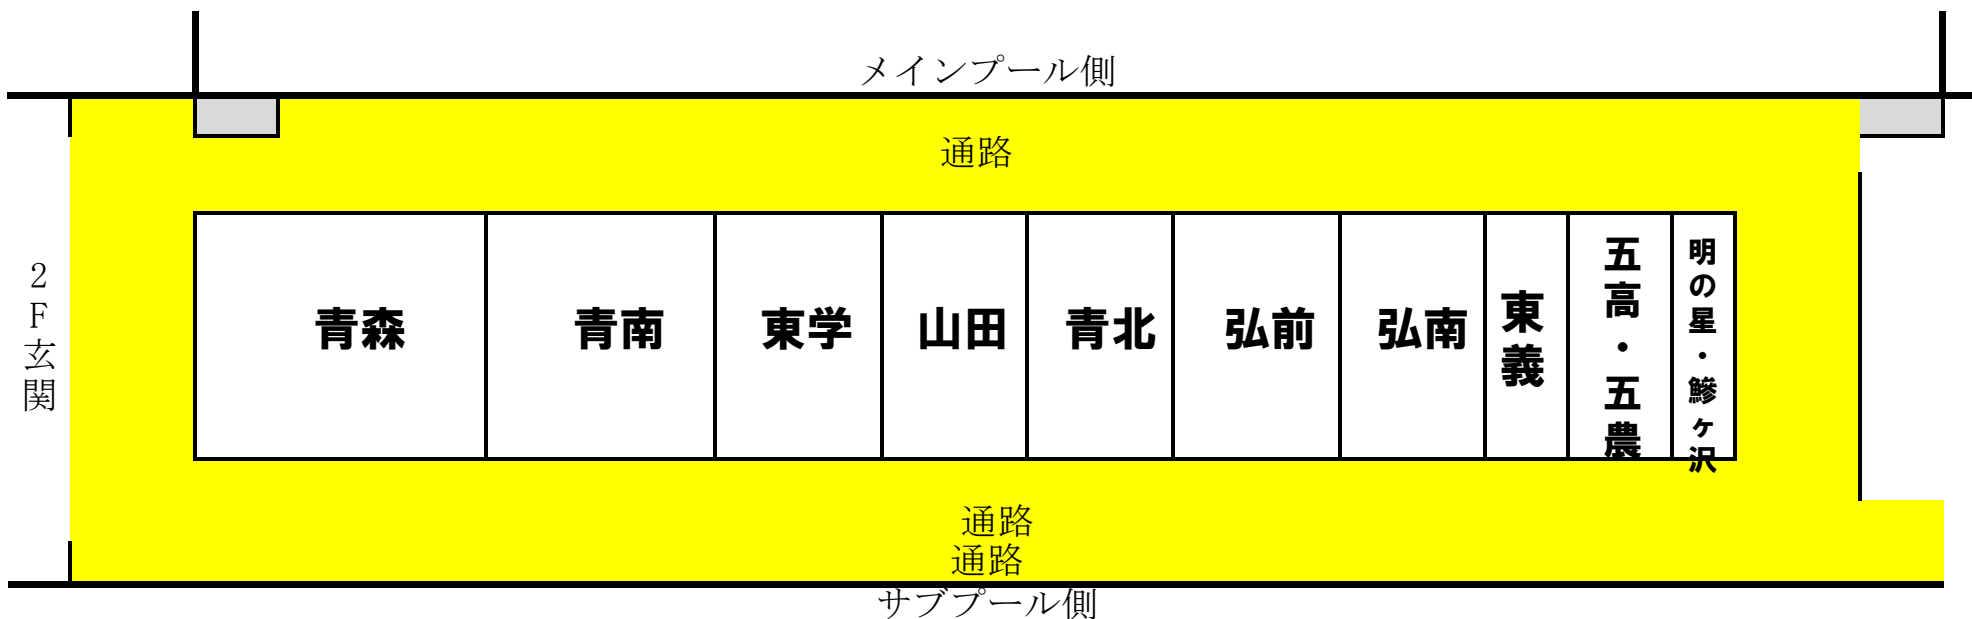 メインプール側
通路
2F玄関
青森
青南
東学
山田
青北
弘前
弘南
東義
五高・五農
明の星・鰺ヶ沢
通路
通路
サブプール側